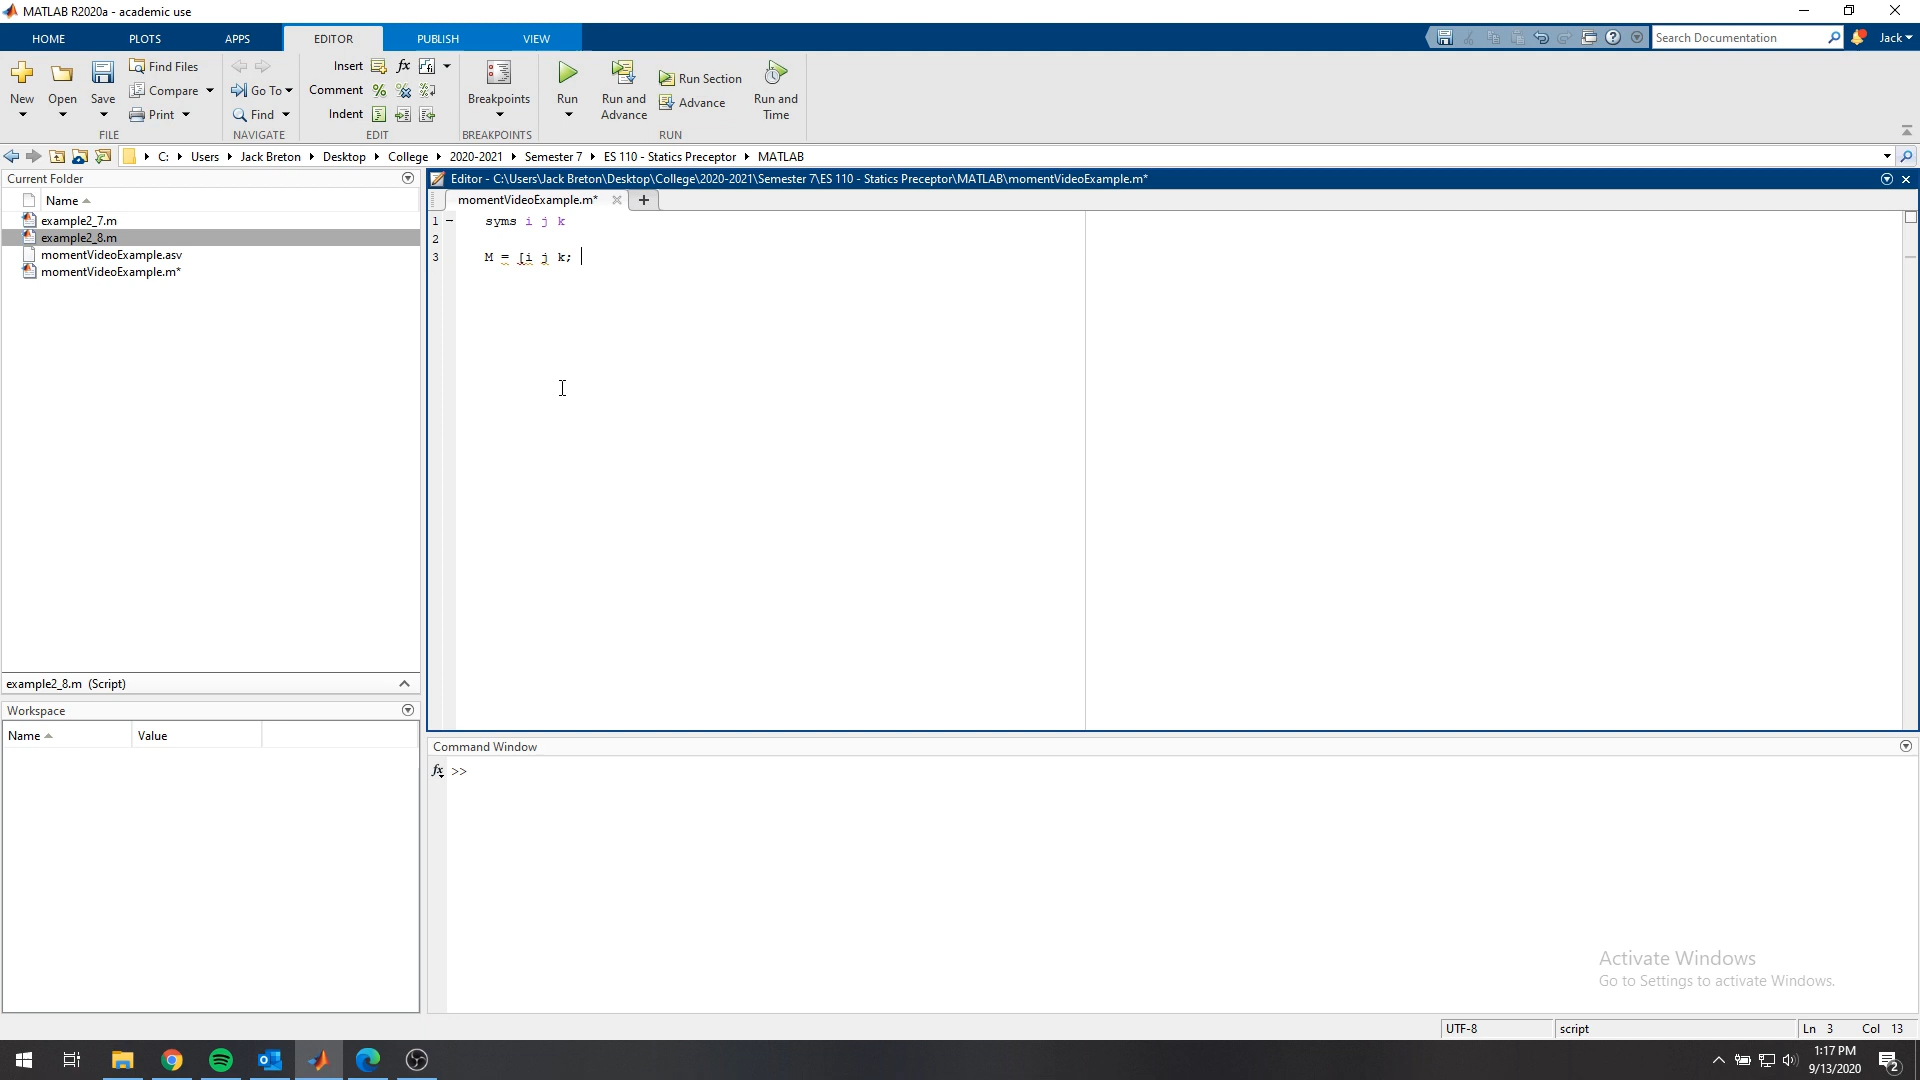 MATLAB R2020a - academic use
HOME PLOTS APPS EDITOR PUBLISH VIEW
Search Documentation
Jack
New
Open
Save
Find Files
Compare
Print
FILE
Go To
Find
NAVIGATE
Insert
Comment
Indent
EDIT
Breakpoints
BREAKPOINTS
Run
Run and Advance
Run Section
Advance
Run and Time
RUN
C: Users Jack Breton Desktop College 2020-2021 Semester 7 ES 110 - Statics Preceptor MATLAB
Current Folder
Name
example2_7.m
example2_8.m
momentVideoExample.asv
momentVideoExample.m*
example2_8.m (Script)
Workspace
Name Value
Editor - C:\Users\Jack Breton\Desktop\College\2020-2021\Semester 7\ES 110 - Statics Preceptor\MATLAB\momentVideoExample.m*
momentVideoExample.m*
1 syms i j k
2
3 M = [i j k;
Command Window
fx >>
Activate Windows
Go to Settings to activate Windows.
UTF-8 script Ln 3 Col 13
1:17 PM
9/13/2020
2